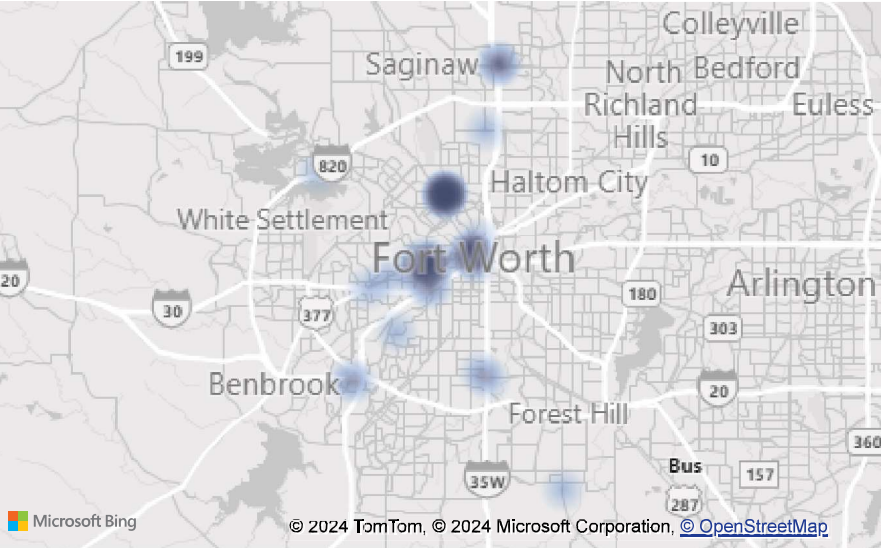 Colleyville
199
Saginaw
North
Bedford
Richland
Hills
Euless
820
10
Haltom City
White Settlement
Fort Worth
20
30
377
180
Arlington
303
Benbrook
20
Forest Hill
360
Bus
157
35W
287
Microsoft Bing
© 2024 TomTom, © 2024 Microsoft Corporation, © OpenStreetMap